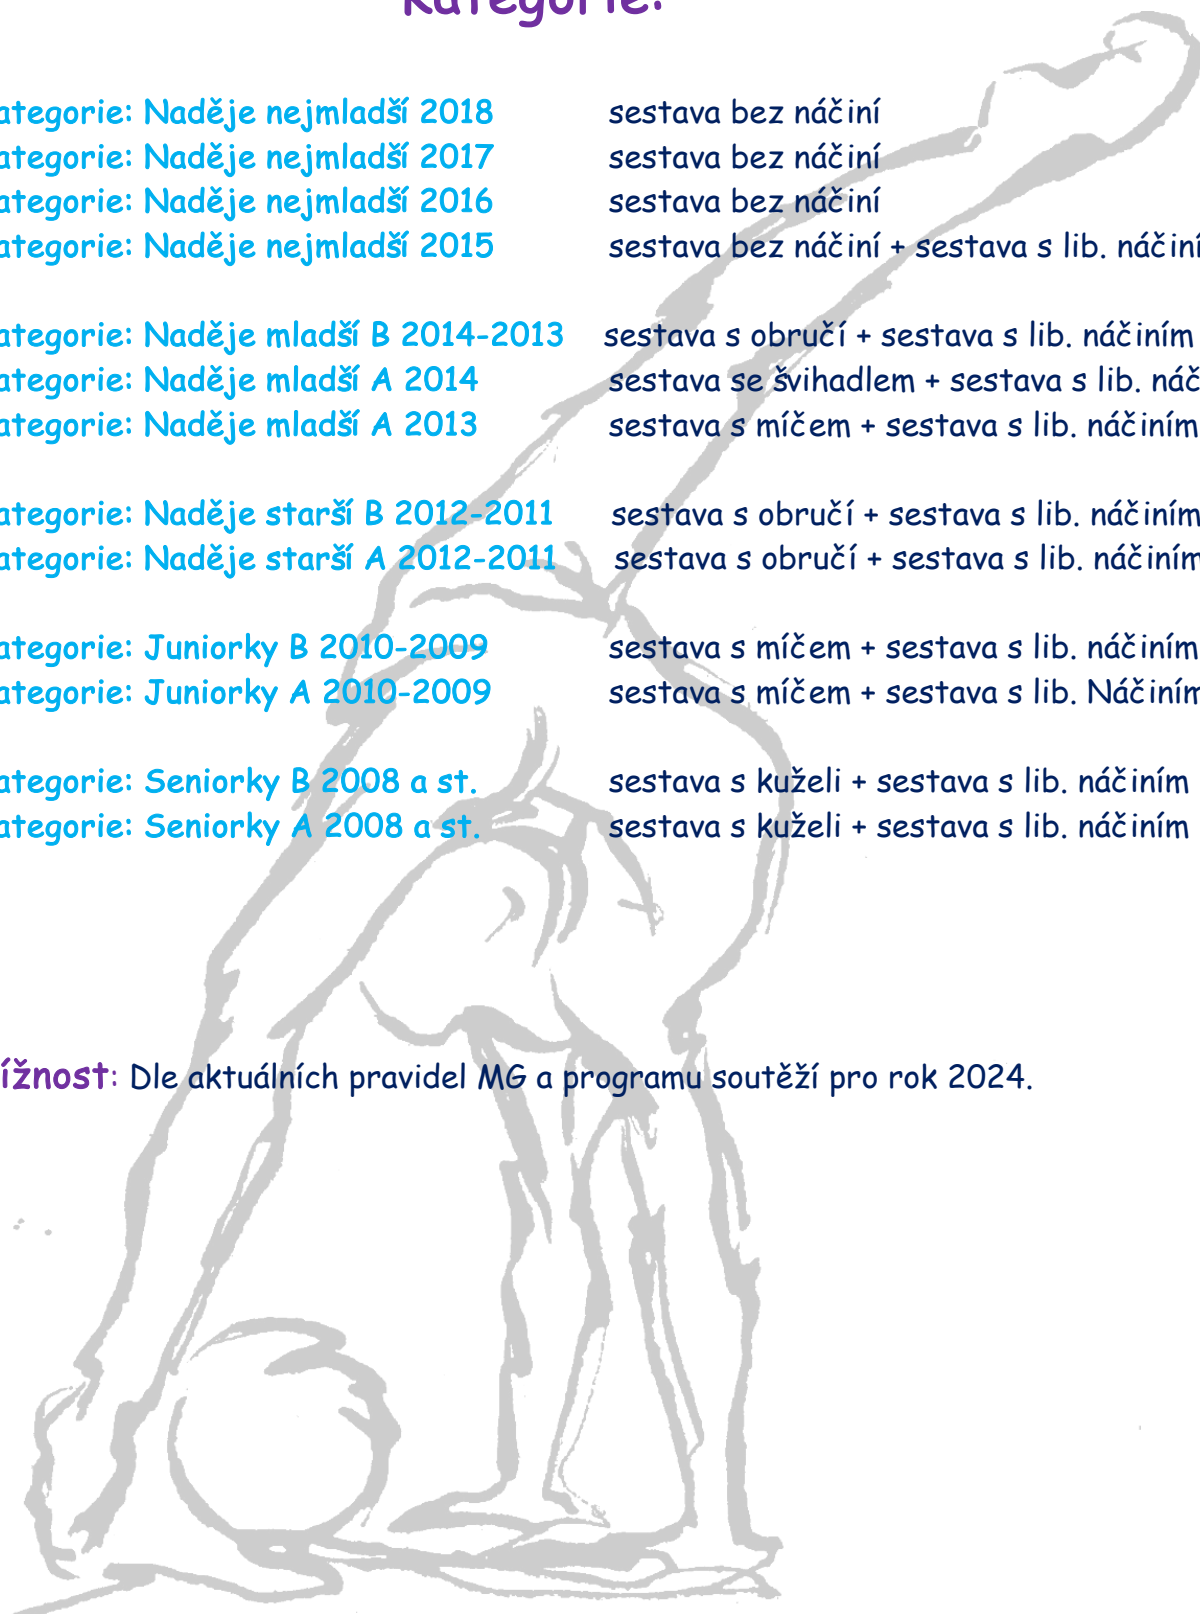 Kategorie:
ategorie: Naděje nejmladší 2018 sestava bez náčiní
ategorie: Naděje nejmladší 2017 sestava bez náčiní
ategorie: Naděje nejmladší 2016 sestava bez náčiní
ategorie: Naděje nejmladší 2015 sestava bez náčiní + sestava s lib. náčiní
ategorie: Naděje mladší B 2014-2013 sestava s obručí + sestava s lib. náčiním
ategorie: Naděje mladší A 2014 sestava se švihadlem + sestava s lib. náč
ategorie: Naděje mladší A 2013 sestava s míčem + sestava s lib. náčiním
ategorie: Naděje starší B 2012-2011 sestava s obručí + sestava s lib. náčiním
ategorie: Naděje starší A 2012-2011 sestava s obručí + sestava s lib. náčiním
ategorie: Juniorky B 2010-2009 sestava s míčem + sestava s lib. náčiním
ategorie: Juniorky A 2010-2009 sestava s míčem + sestava s lib. Náčiním
ategorie: Seniorky B 2008 a st. sestava s kuželi + sestava s lib. náčiním
ategorie: Seniorky A 2008 a st. sestava s kuželi + sestava s lib. náčiním
ížnost: Dle aktuálních pravidel MG a programu soutěží pro rok 2024.